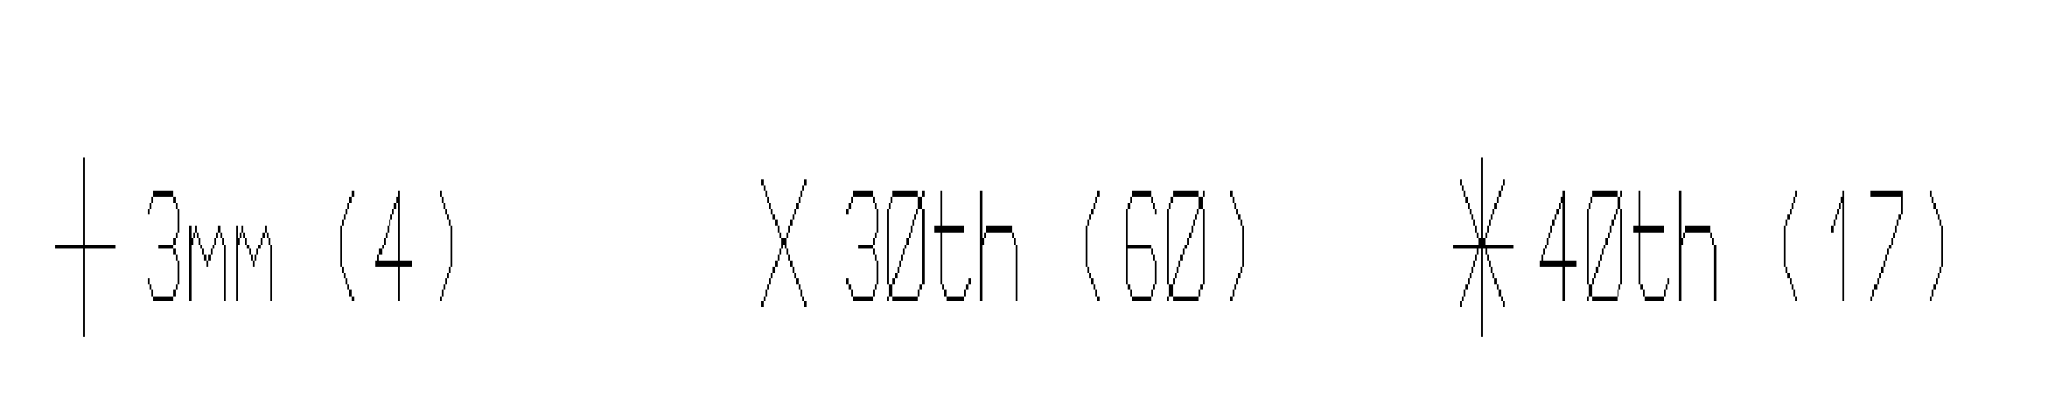 + 3mm (4) X 30th (60) * 40th (17)